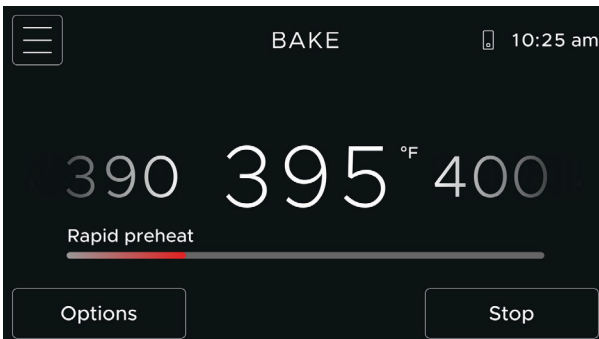 BAKE
10:25 am
390 395 °F 400
Rapid preheat
Options
Stop